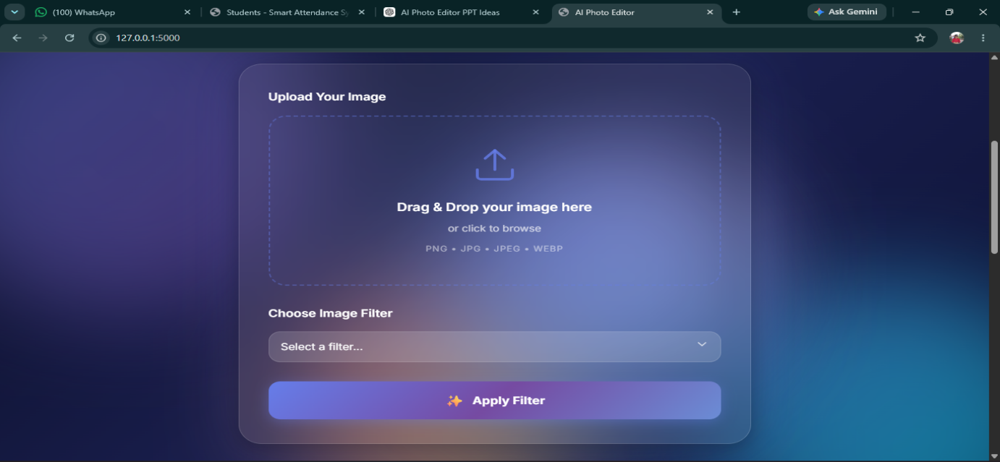 (100) WhatsApp
Students - Smart Attendance Sy
AI Photo Editor PPT Ideas
AI Photo Editor
Ask Gemini
127.0.0.1:5000
Upload Your Image
Drag & Drop your image here
or click to browse
PNG • JPG • JPEG • WEBP
Choose Image Filter
Select a filter...
Apply Filter